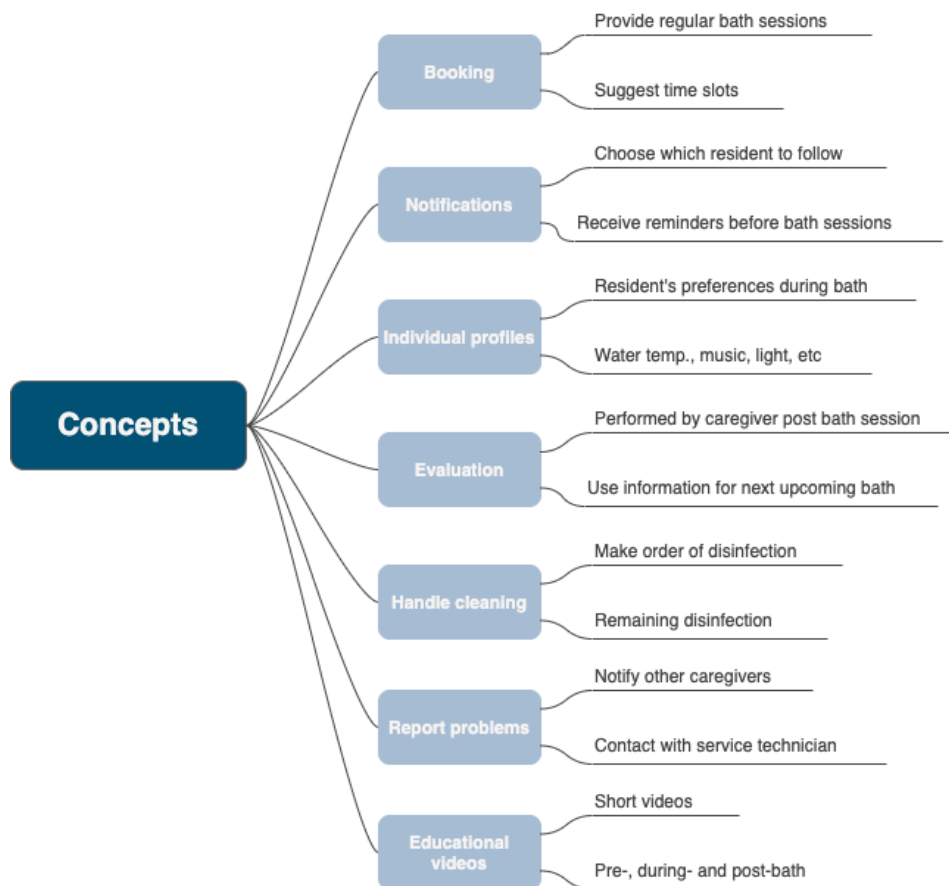 Concepts
Booking
Provide regular bath sessions
Suggest time slots
Notifications
Choose which resident to follow
Receive reminders before bath sessions
Individual profiles
Resident's preferences during bath
Water temp., music, light, etc
Evaluation
Performed by caregiver post bath session
Use information for next upcoming bath
Handle cleaning
Make order of disinfection
Remaining disinfection
Report problems
Notify other caregivers
Contact with service technician
Educational
videos
Short videos
Pre-, during- and post-bath